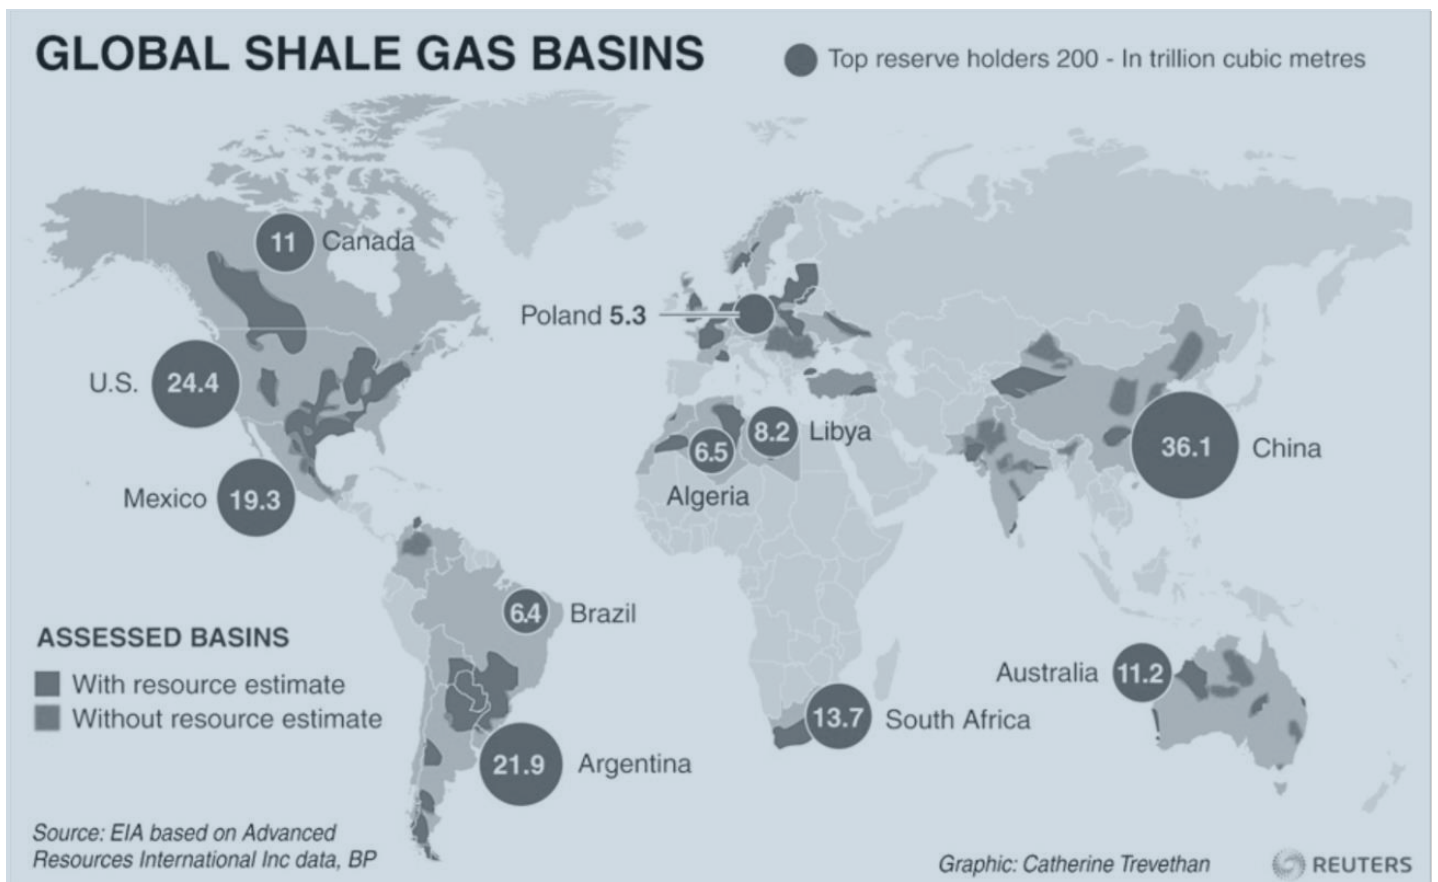 GLOBAL SHALE GAS BASINS
Top reserve holders 200 - In trillion cubic metres
11 Canada
Poland 5.3
U.S. 24.4
8.2 Libya
6.5
Algeria
36.1 China
Mexico 19.3
6.4 Brazil
ASSESSED BASINS
With resource estimate
Without resource estimate
Australia 11.2
13.7 South Africa
21.9 Argentina
Source: EIA based on Advanced
Resources International Inc data, BP
Graphic: Catherine Trevethan
REUTERS